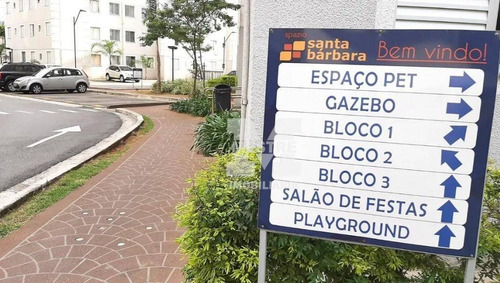 spazio
santa
bárbara
Bem vindo!
ESPAÇO PET
GAZEBO
BLOCO 1
BLOCO 2
BLOCO 3
SALÃO DE FESTAS
PLAYGROUND